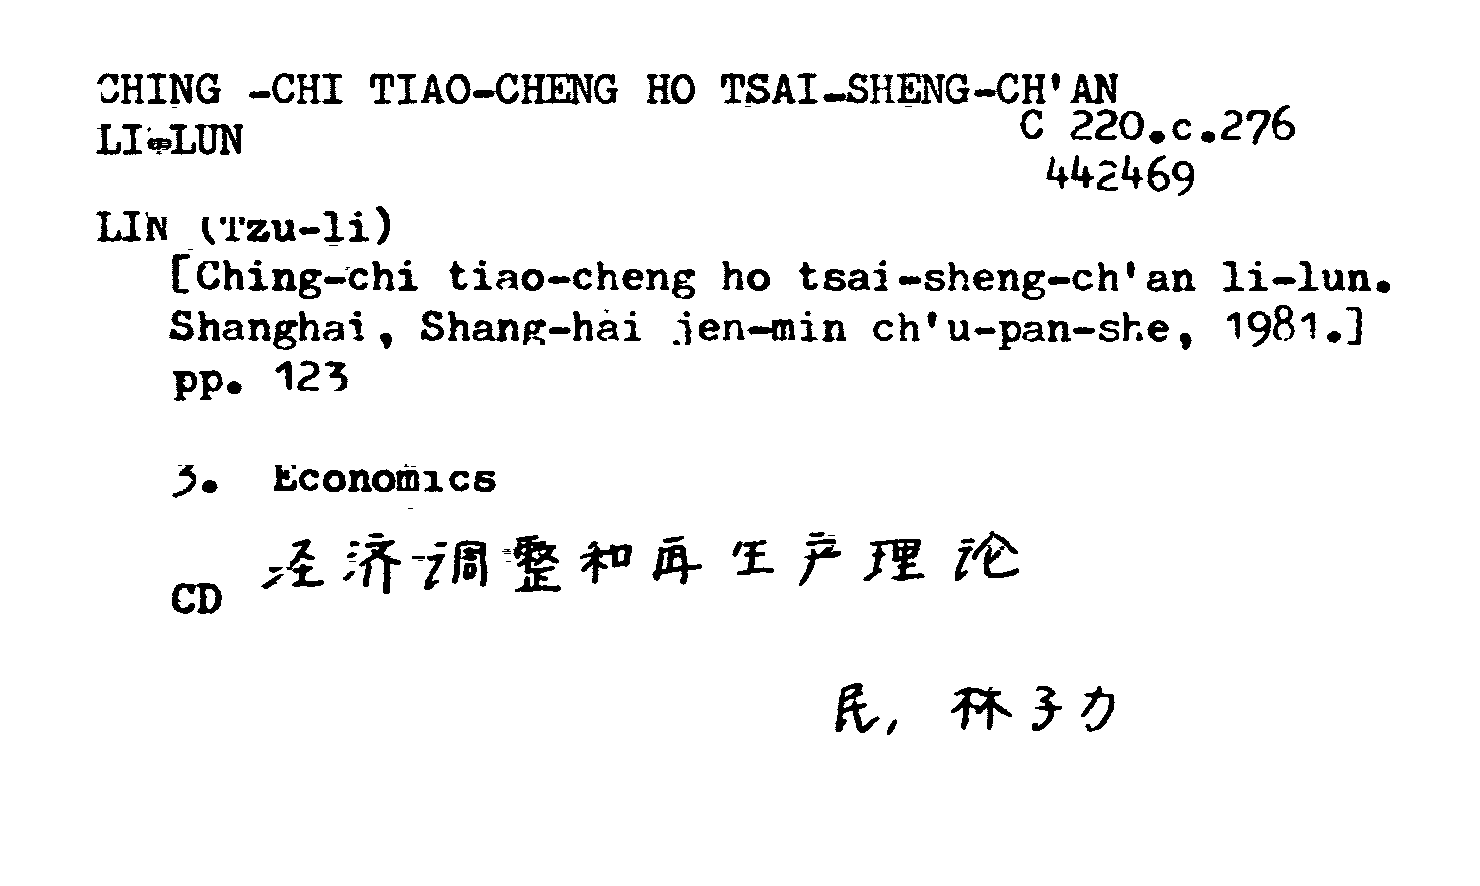 CHING -CHI TIAO-CHENG HO TSAI-SHENG-CH'AN
LI-LUN
C 220.c.276
442469
LIN (Tzu-li)
[Ching-chi tiao-cheng ho tsai-sheng-ch'an li-lun.
Shanghai, Shang-hai jen-min ch'u-pan-she, 1981.]
pp. 123
3. Economics
经济调整和再生产理论
CD
民, 林子力